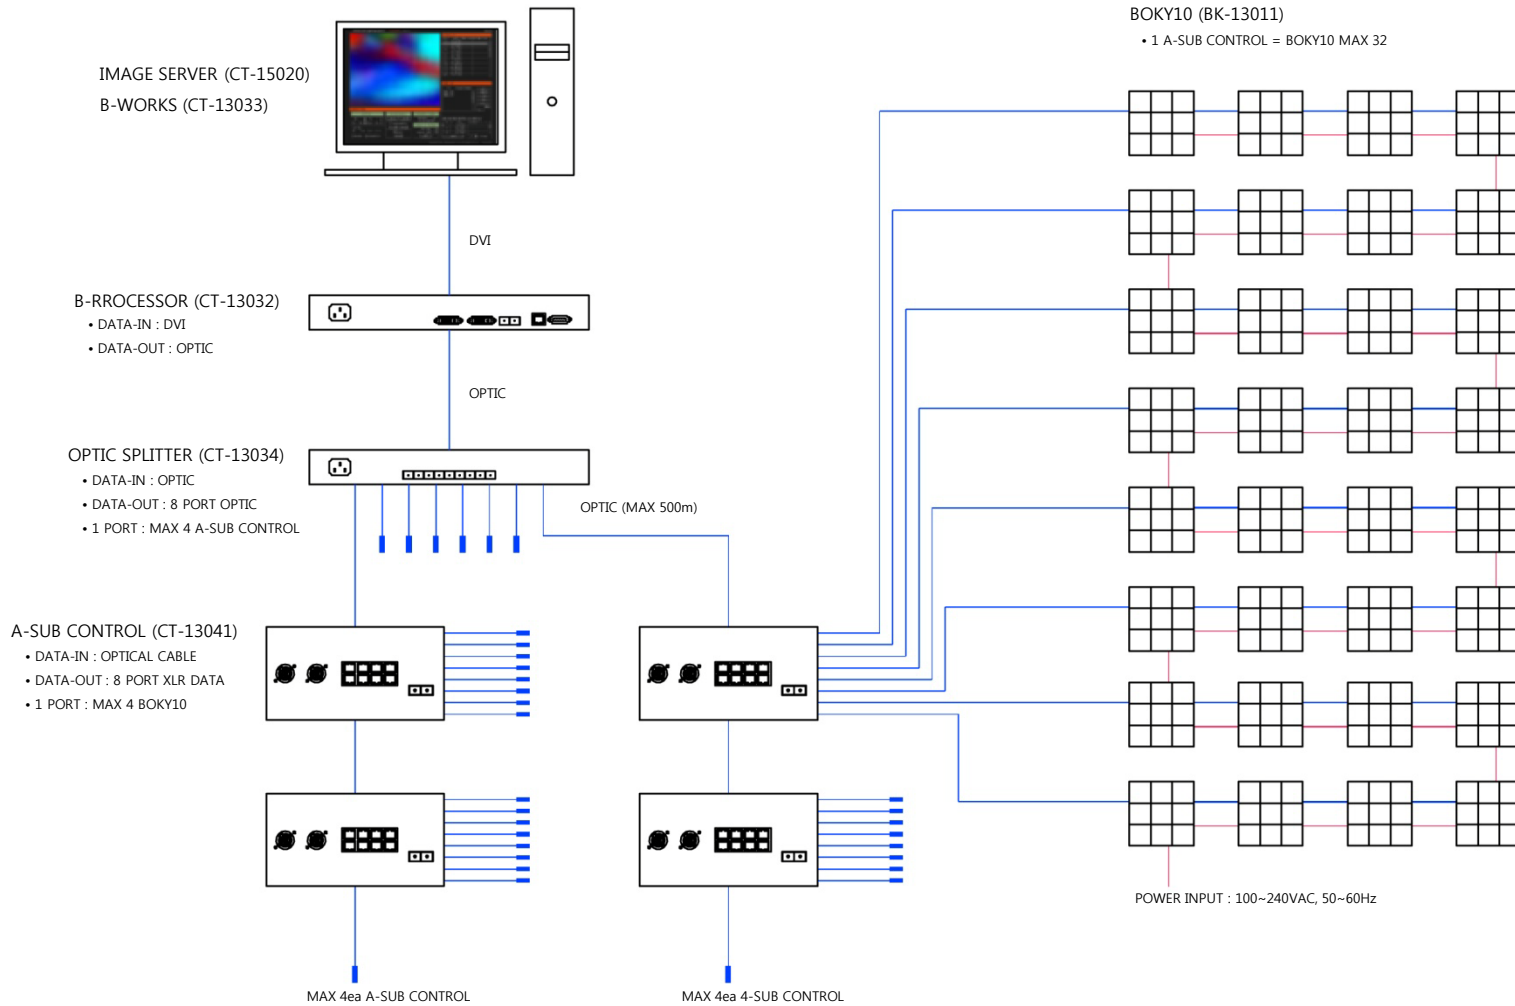 IMAGE SERVER (CT-15020)
B-WORKS (CT-13033)
DVI
B-RROCESSOR (CT-13032)
• DATA-IN : DVI
• DATA-OUT : OPTIC
OPTIC
OPTIC SPLITTER (CT-13034)
• DATA-IN : OPTIC
• DATA-OUT : 8 PORT OPTIC
• 1 PORT : MAX 4 A-SUB CONTROL
OPTIC (MAX 500m)
A-SUB CONTROL (CT-13041)
• DATA-IN : OPTICAL CABLE
• DATA-OUT : 8 PORT XLR DATA
• 1 PORT : MAX 4 BOKY10
MAX 4ea A-SUB CONTROL
MAX 4ea 4-SUB CONTROL
BOKY10 (BK-13011)
• 1 A-SUB CONTROL = BOKY10 MAX 32
POWER INPUT : 100~240VAC, 50~60Hz